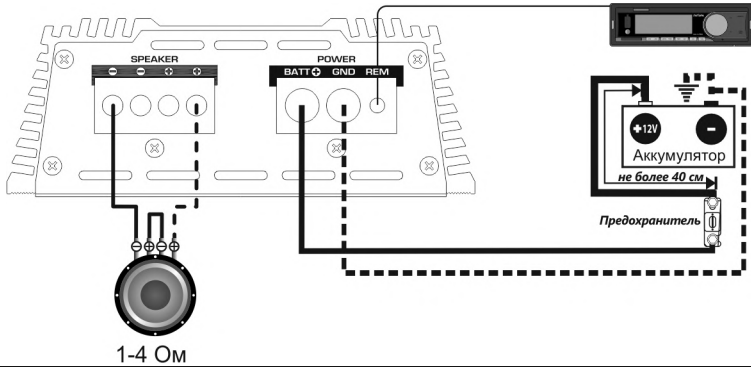 SPEAKER
POWER
BATT+ GND REM
+12V
Аккумулятор
не более 40 см
Предохранитель
1-4 Ом